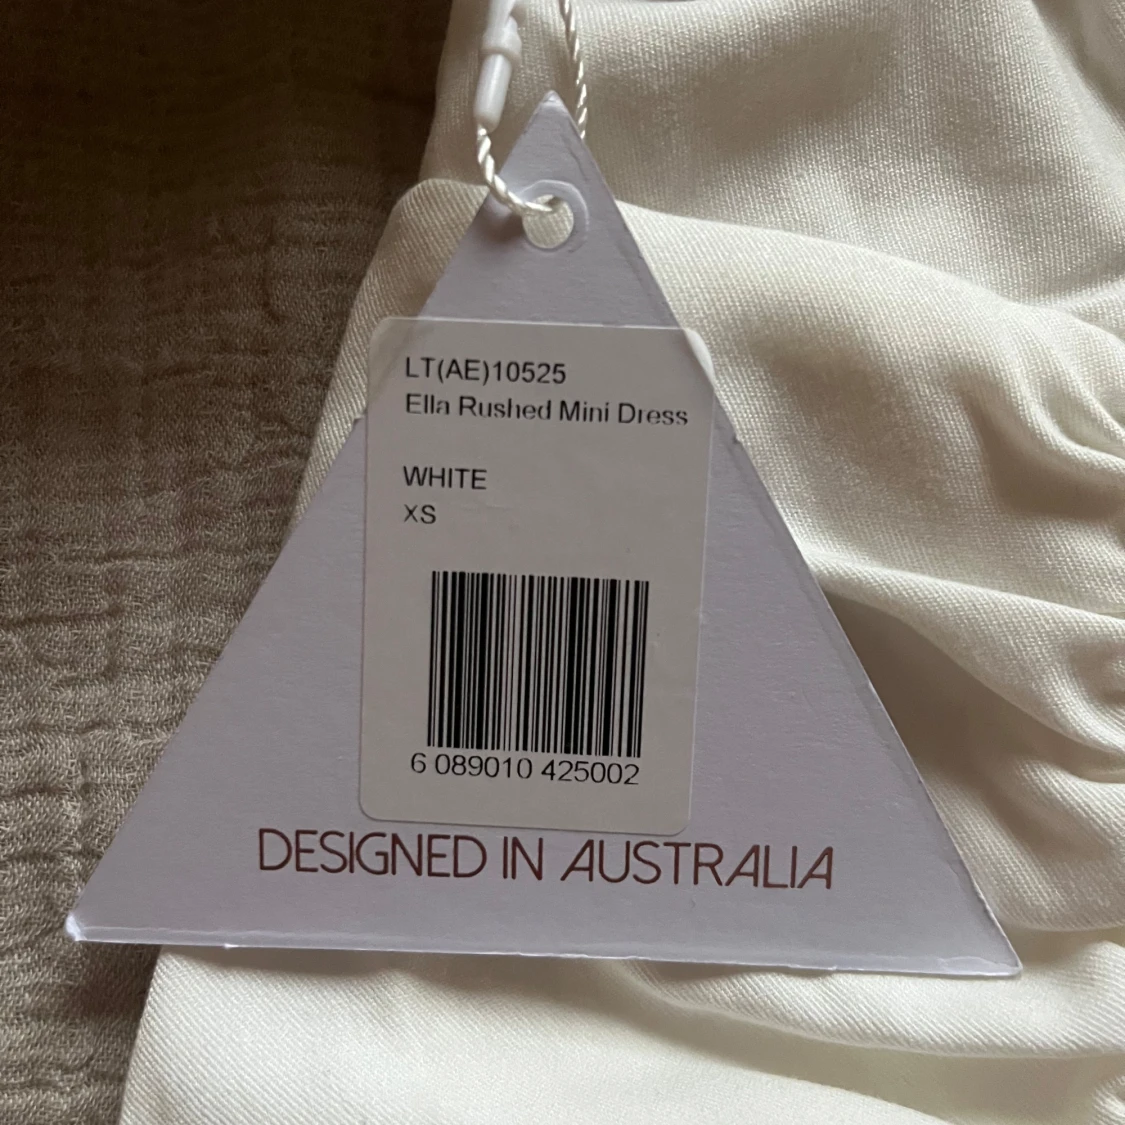 LT(AE)10525
Ella Rushed Mini Dress
WHITE
XS
6 089010 425002
DESIGNED IN AUSTRALIA